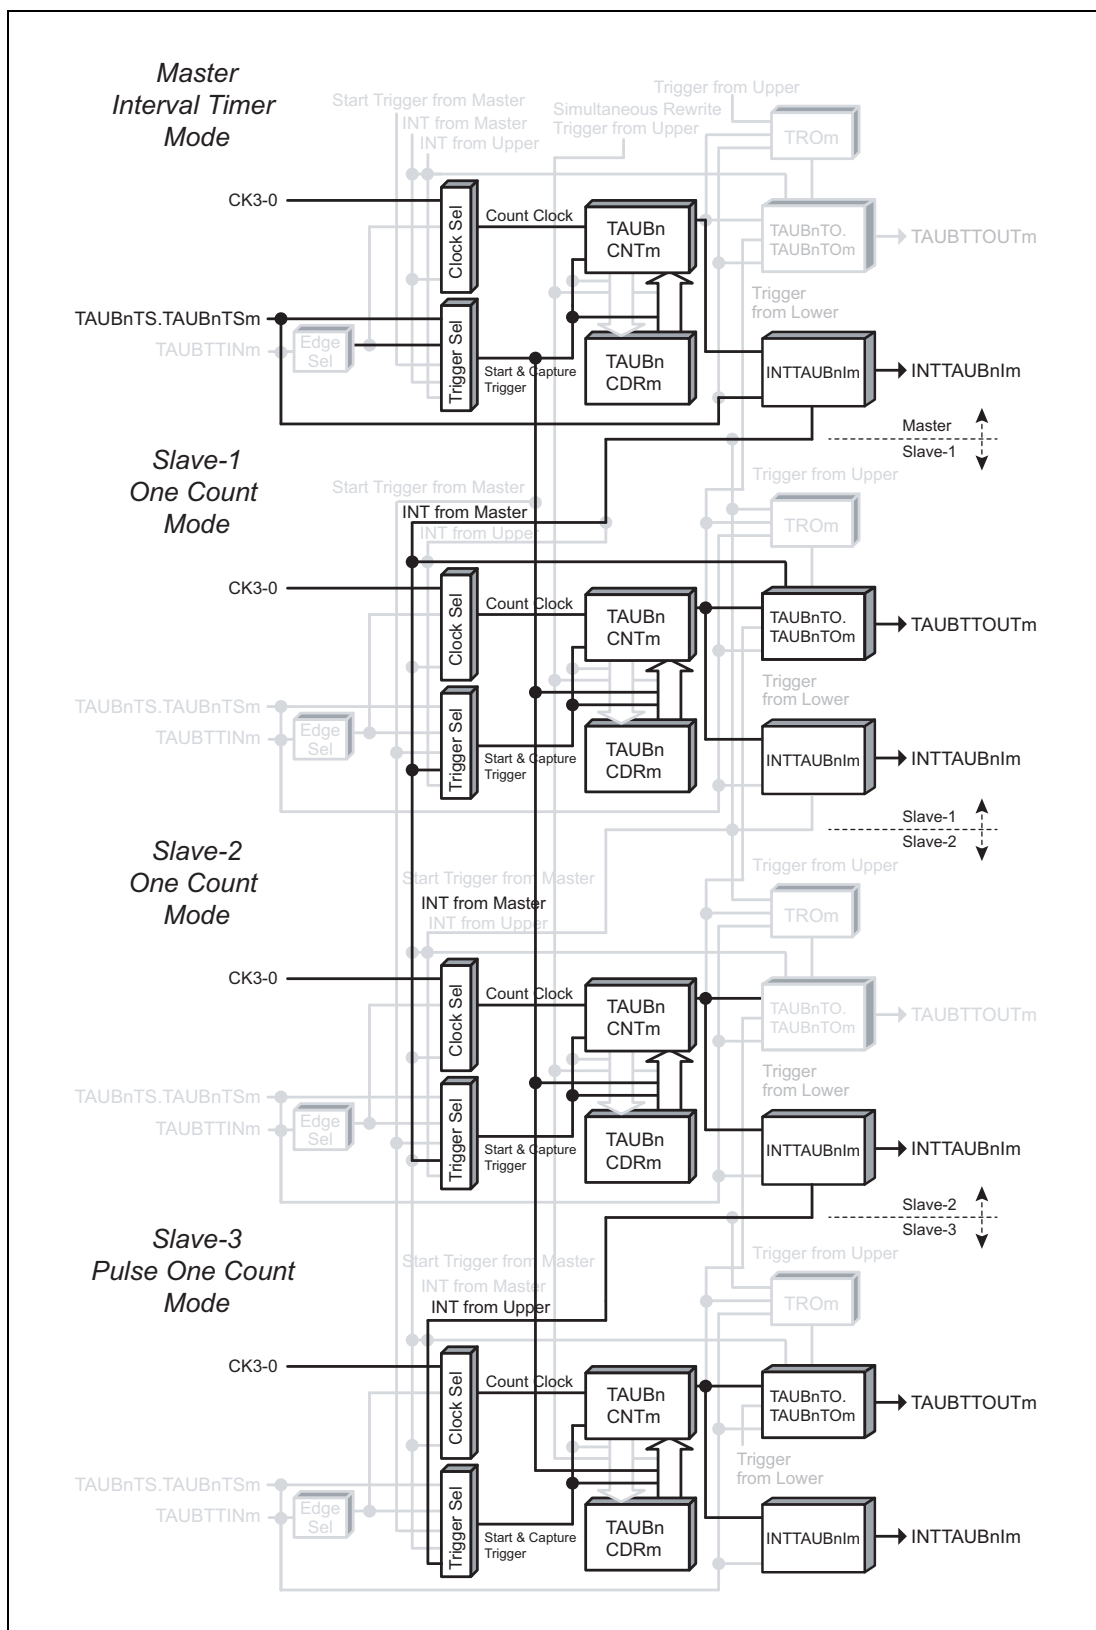 Master
Interval Timer
Mode
Start Trigger from Master
INT from Master
INT from Upper
Simultaneous Rewrite
Trigger from Upper
Trigger from Upper
TROm
CK3-0
Clock Sel
Count Clock
TAUBn
CNTm
TAUBnTO.
TAUBnTOm
TAUBTTOUTm
TAUBnTS.TAUBnTSm
TAUBTTINm
Edge
Sel
Trigger Sel
Start & Capture
Trigger
TAUBn
CDRm
Trigger
from Lower
INTTAUBnIm
INTTAUBnIm
Master
Slave-1
Slave-1
One Count
Mode
Start Trigger from Master
INT from Master
INT from Upper
Trigger from Upper
TROm
CK3-0
Clock Sel
Count Clock
TAUBn
CNTm
TAUBnTO.
TAUBnTOm
TAUBTTOUTm
TAUBnTS.TAUBnTSm
TAUBTTINm
Edge
Sel
Trigger Sel
Start & Capture
Trigger
TAUBn
CDRm
Trigger
from Lower
INTTAUBnIm
INTTAUBnIm
Slave-1
Slave-2
Slave-2
One Count
Mode
Start Trigger from Master
INT from Master
INT from Upper
Trigger from Upper
TROm
CK3-0
Clock Sel
Count Clock
TAUBn
CNTm
TAUBnTO.
TAUBnTOm
TAUBTTOUTm
TAUBnTS.TAUBnTSm
TAUBTTINm
Edge
Sel
Trigger Sel
Start & Capture
Trigger
TAUBn
CDRm
Trigger
from Lower
INTTAUBnIm
INTTAUBnIm
Slave-2
Slave-3
Slave-3
Pulse One Count
Mode
Start Trigger from Master
INT from Master
INT from Upper
Trigger from Upper
TROm
CK3-0
Clock Sel
Count Clock
TAUBn
CNTm
TAUBnTO.
TAUBnTOm
TAUBTTOUTm
TAUBnTS.TAUBnTSm
TAUBTTINm
Edge
Sel
Trigger Sel
Start & Capture
Trigger
TAUBn
CDRm
Trigger
from Lower
INTTAUBnIm
INTTAUBnIm